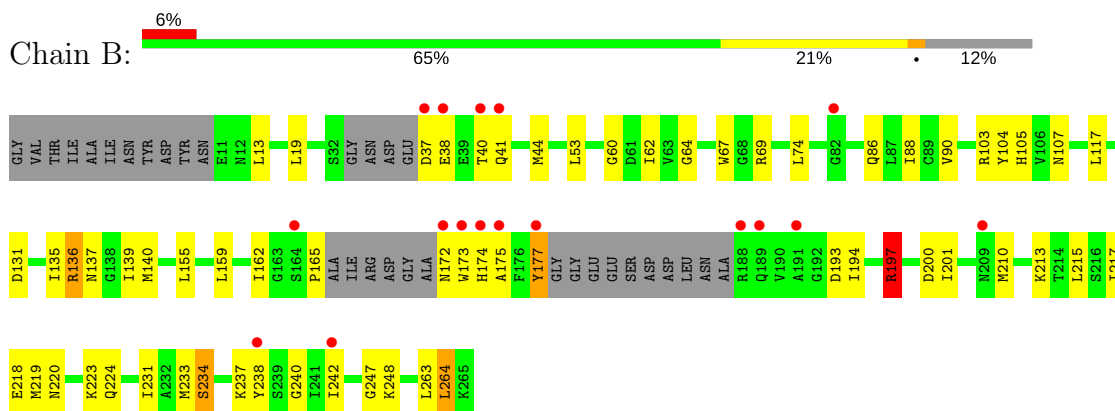 6%
Chain B:
65% 21% • 12%
GLY VAL THR ILE ALA ILE ASN TYR ASP TYR ASN E11 N12 L13 L19 S32 GLY ASN ASP GLU D37 E38 E39 T40 Q41 M44 L53 G60 D61 I62 V63 G64 W67 G68 R69 L74 G82 Q86 L87 I88 C89 V90 R103 Y104 H105 V106 N107 L117
D131 I135 R136 N137 G138 I139 M140 L155 L159 I162 G163 S164 P165 ALA ILE ARG ASP GLY ALA N172 W173 H174 A175 F176 Y177 GLY GLY GLU GLU SER ASP ASP LEU ASN ALA R188 Q189 V190 A191 G192 D193 I194 R197 D200 I201 N209 M210 K213 T214 L215 S216
E218 M219 N220 K223 Q224 I231 A232 M233 S234 K237 Y238 S239 G240 I241 I242 G247 K248 L263 L264 K265